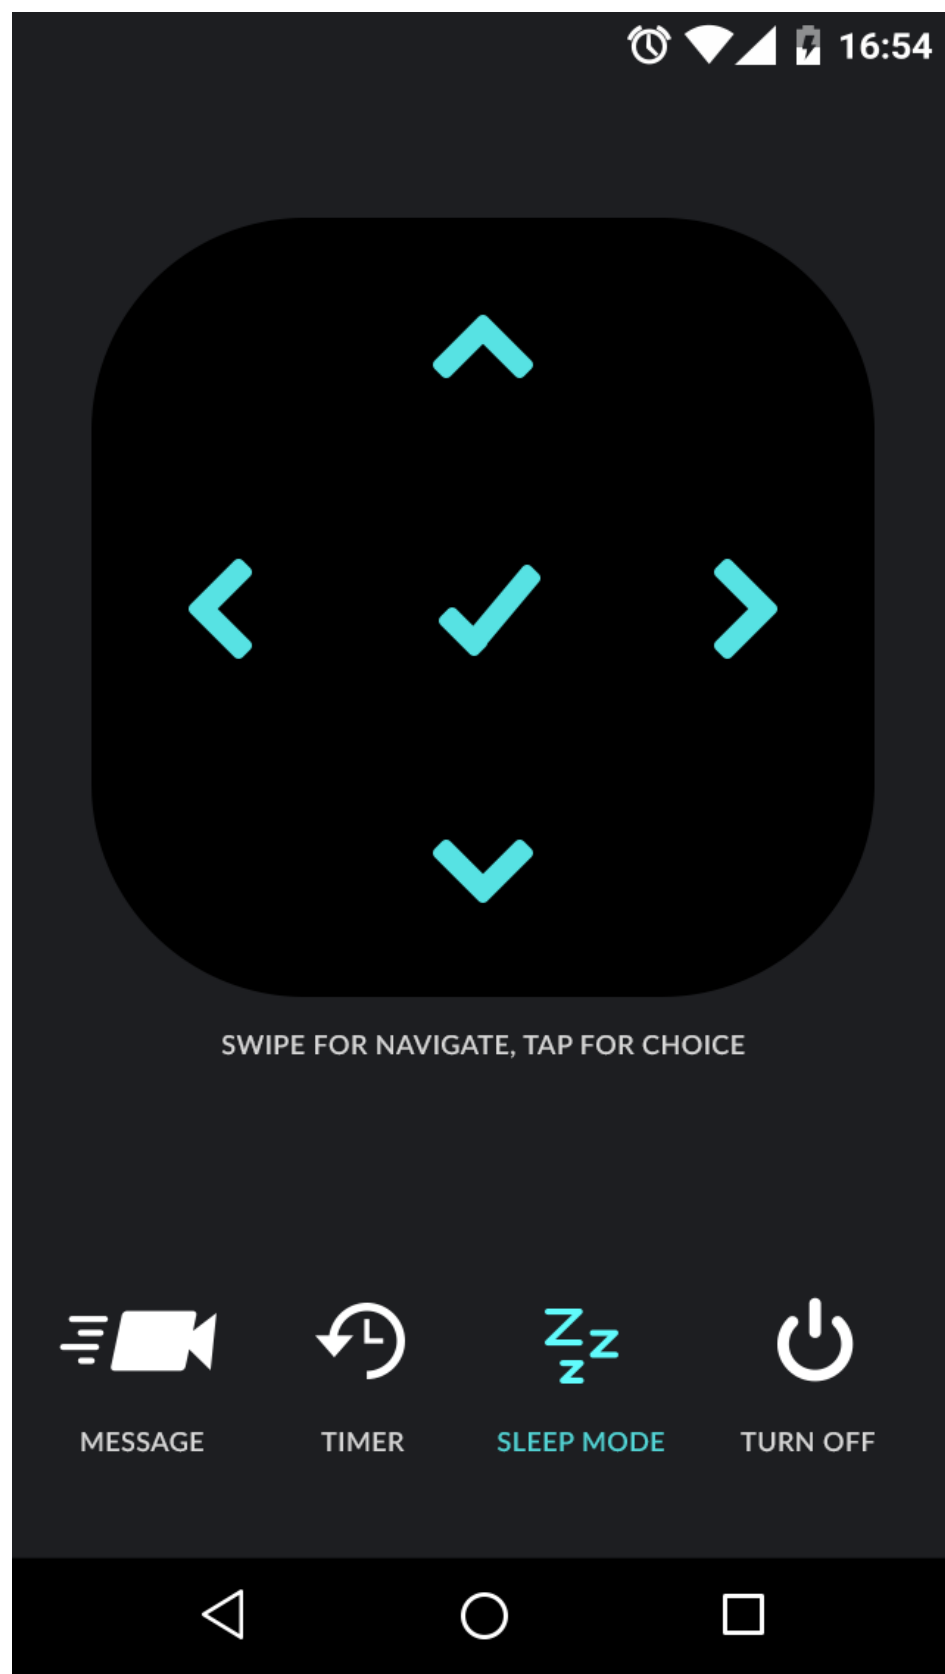 16:54
SWIPE FOR NAVIGATE, TAP FOR CHOICE
MESSAGE TIMER SLEEP MODE TURN OFF